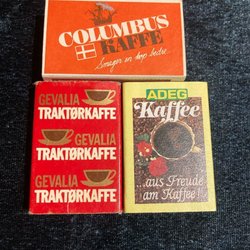 COLUMBUS
KAFFE
Smager en kop bedre
GEVALIA
TRAKTØRKAFFE
GEVALIA
TRAKTØRKAFFE
GEVALIA
TRAKTØRKAFFE
ADEG
Kaffee
...aus Freude
am Kaffee!